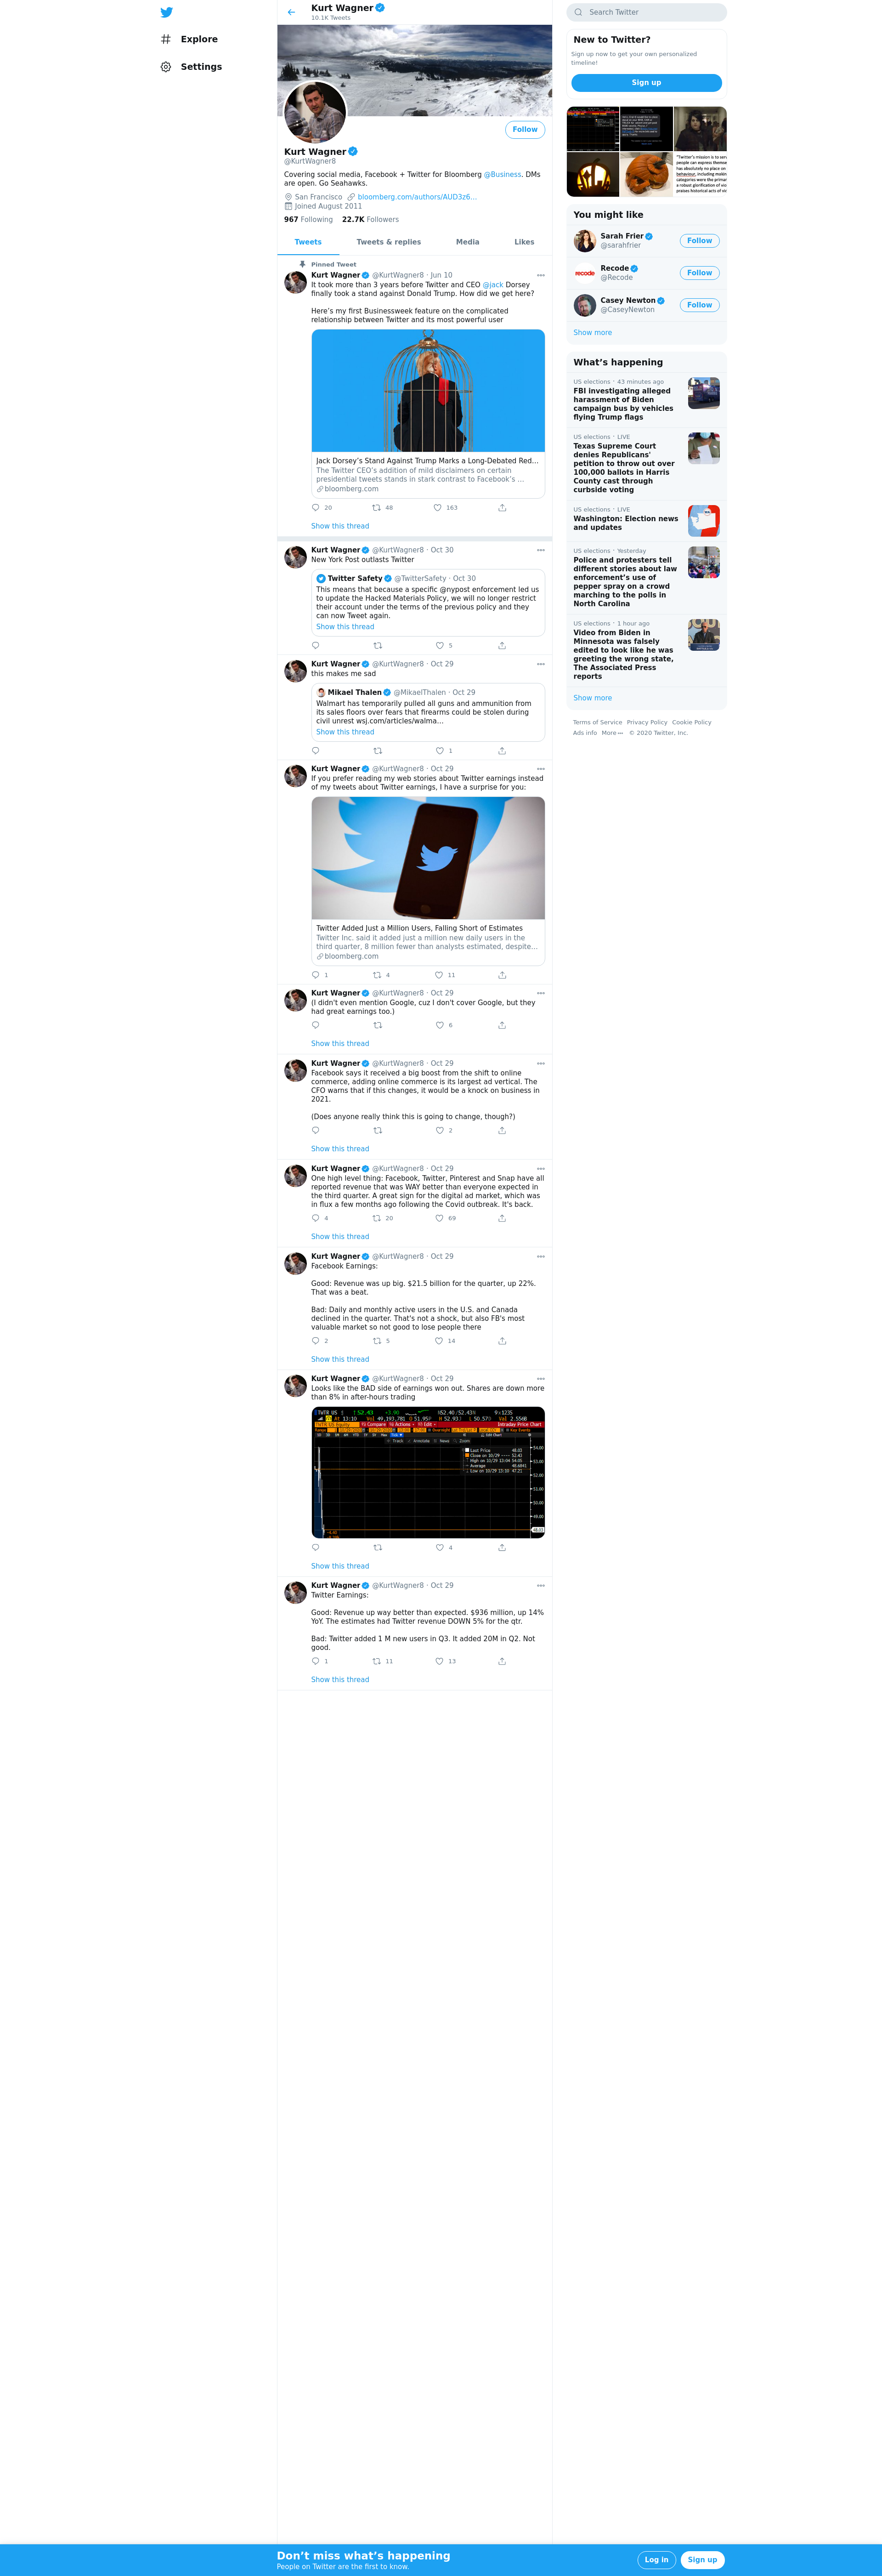 Explore
Settings
Kurt Wagner
10.1K Tweets
Follow
Kurt Wagner
@KurtWagner8
Covering social media, Facebook + Twitter for Bloomberg @Business. DMs
are open. Go Seahawks.
San Francisco bloomberg.com/authors/AUD3z6…
Joined August 2011
967 Following 22.7K Followers
Tweets Tweets & replies Media Likes
Pinned Tweet
Kurt Wagner @KurtWagner8 · Jun 10
It took more than 3 years before Twitter and CEO @jack Dorsey
finally took a stand against Donald Trump. How did we get here?
Here’s my first Businessweek feature on the complicated
relationship between Twitter and its most powerful user
Jack Dorsey’s Stand Against Trump Marks a Long-Debated Red…
The Twitter CEO’s addition of mild disclaimers on certain
presidential tweets stands in stark contrast to Facebook’s …
bloomberg.com
20 48 163
Show this thread
Kurt Wagner @KurtWagner8 · Oct 30
New York Post outlasts Twitter
Twitter Safety @TwitterSafety · Oct 30
This means that because a specific @nypost enforcement led us
to update the Hacked Materials Policy, we will no longer restrict
their account under the terms of the previous policy and they
can now Tweet again.
Show this thread
5
Kurt Wagner @KurtWagner8 · Oct 29
this makes me sad
Mikael Thalen @MikaelThalen · Oct 29
Walmart has temporarily pulled all guns and ammunition from
its sales floors over fears that firearms could be stolen during
civil unrest wsj.com/articles/walma…
Show this thread
1
Kurt Wagner @KurtWagner8 · Oct 29
If you prefer reading my web stories about Twitter earnings instead
of my tweets about Twitter earnings, I have a surprise for you:
Twitter Added Just a Million Users, Falling Short of Estimates
Twitter Inc. said it added just a million new daily users in the
third quarter, 8 million fewer than analysts estimated, despite…
bloomberg.com
1 4 11
Kurt Wagner @KurtWagner8 · Oct 29
(I didn't even mention Google, cuz I don't cover Google, but they
had great earnings too.)
6
Show this thread
Kurt Wagner @KurtWagner8 · Oct 29
Facebook says it received a big boost from the shift to online
commerce, adding online commerce is its largest ad vertical. The
CFO warns that if this changes, it would be a knock on business in
2021.
(Does anyone really think this is going to change, though?)
2
Show this thread
Kurt Wagner @KurtWagner8 · Oct 29
One high level thing: Facebook, Twitter, Pinterest and Snap have all
reported revenue that was WAY better than everyone expected in
the third quarter. A great sign for the digital ad market, which was
in flux a few months ago following the Covid outbreak. It's back.
4 20 69
Show this thread
Kurt Wagner @KurtWagner8 · Oct 29
Facebook Earnings:
Good: Revenue was up big. $21.5 billion for the quarter, up 22%.
That was a beat.
Bad: Daily and monthly active users in the U.S. and Canada
declined in the quarter. That's not a shock, but also FB's most
valuable market so not good to lose people there
2 5 14
Show this thread
Kurt Wagner @KurtWagner8 · Oct 29
Looks like the BAD side of earnings won out. Shares are down more
than 8% in after-hours trading
Intraday Price Chart
4
Show this thread
Kurt Wagner @KurtWagner8 · Oct 29
Twitter Earnings:
Good: Revenue up way better than expected. $936 million, up 14%
YoY. The estimates had Twitter revenue DOWN 5% for the qtr.
Bad: Twitter added 1 M new users in Q3. It added 20M in Q2. Not
good.
1 11 13
Show this thread
Search Twitter
New to Twitter?
Sign up now to get your own personalized
timeline!
Sign up
"Twitter's mission is to serv
people can express themse
has absolutely no place on
behaviour, including makin
categories were the primar
a robust glorification of vio
praises historical acts of vio
You might like
Sarah Frier
@sarahfrier
Follow
recode
Recode
@Recode
Follow
Casey Newton
@CaseyNewton
Follow
Show more
What’s happening
US elections · 43 minutes ago
FBI investigating alleged
harassment of Biden
campaign bus by vehicles
flying Trump flags
US elections · LIVE
Texas Supreme Court
denies Republicans'
petition to throw out over
100,000 ballots in Harris
County cast through
curbside voting
US elections · LIVE
Washington: Election news
and updates
US elections · Yesterday
Police and protesters tell
different stories about law
enforcement’s use of
pepper spray on a crowd
marching to the polls in
North Carolina
US elections · 1 hour ago
Video from Biden in
Minnesota was falsely
edited to look like he was
greeting the wrong state,
The Associated Press
reports
Show more
Terms of Service Privacy Policy Cookie Policy
Ads info More © 2020 Twitter, Inc.
Don’t miss what’s happening
People on Twitter are the first to know.
Log in
Sign up